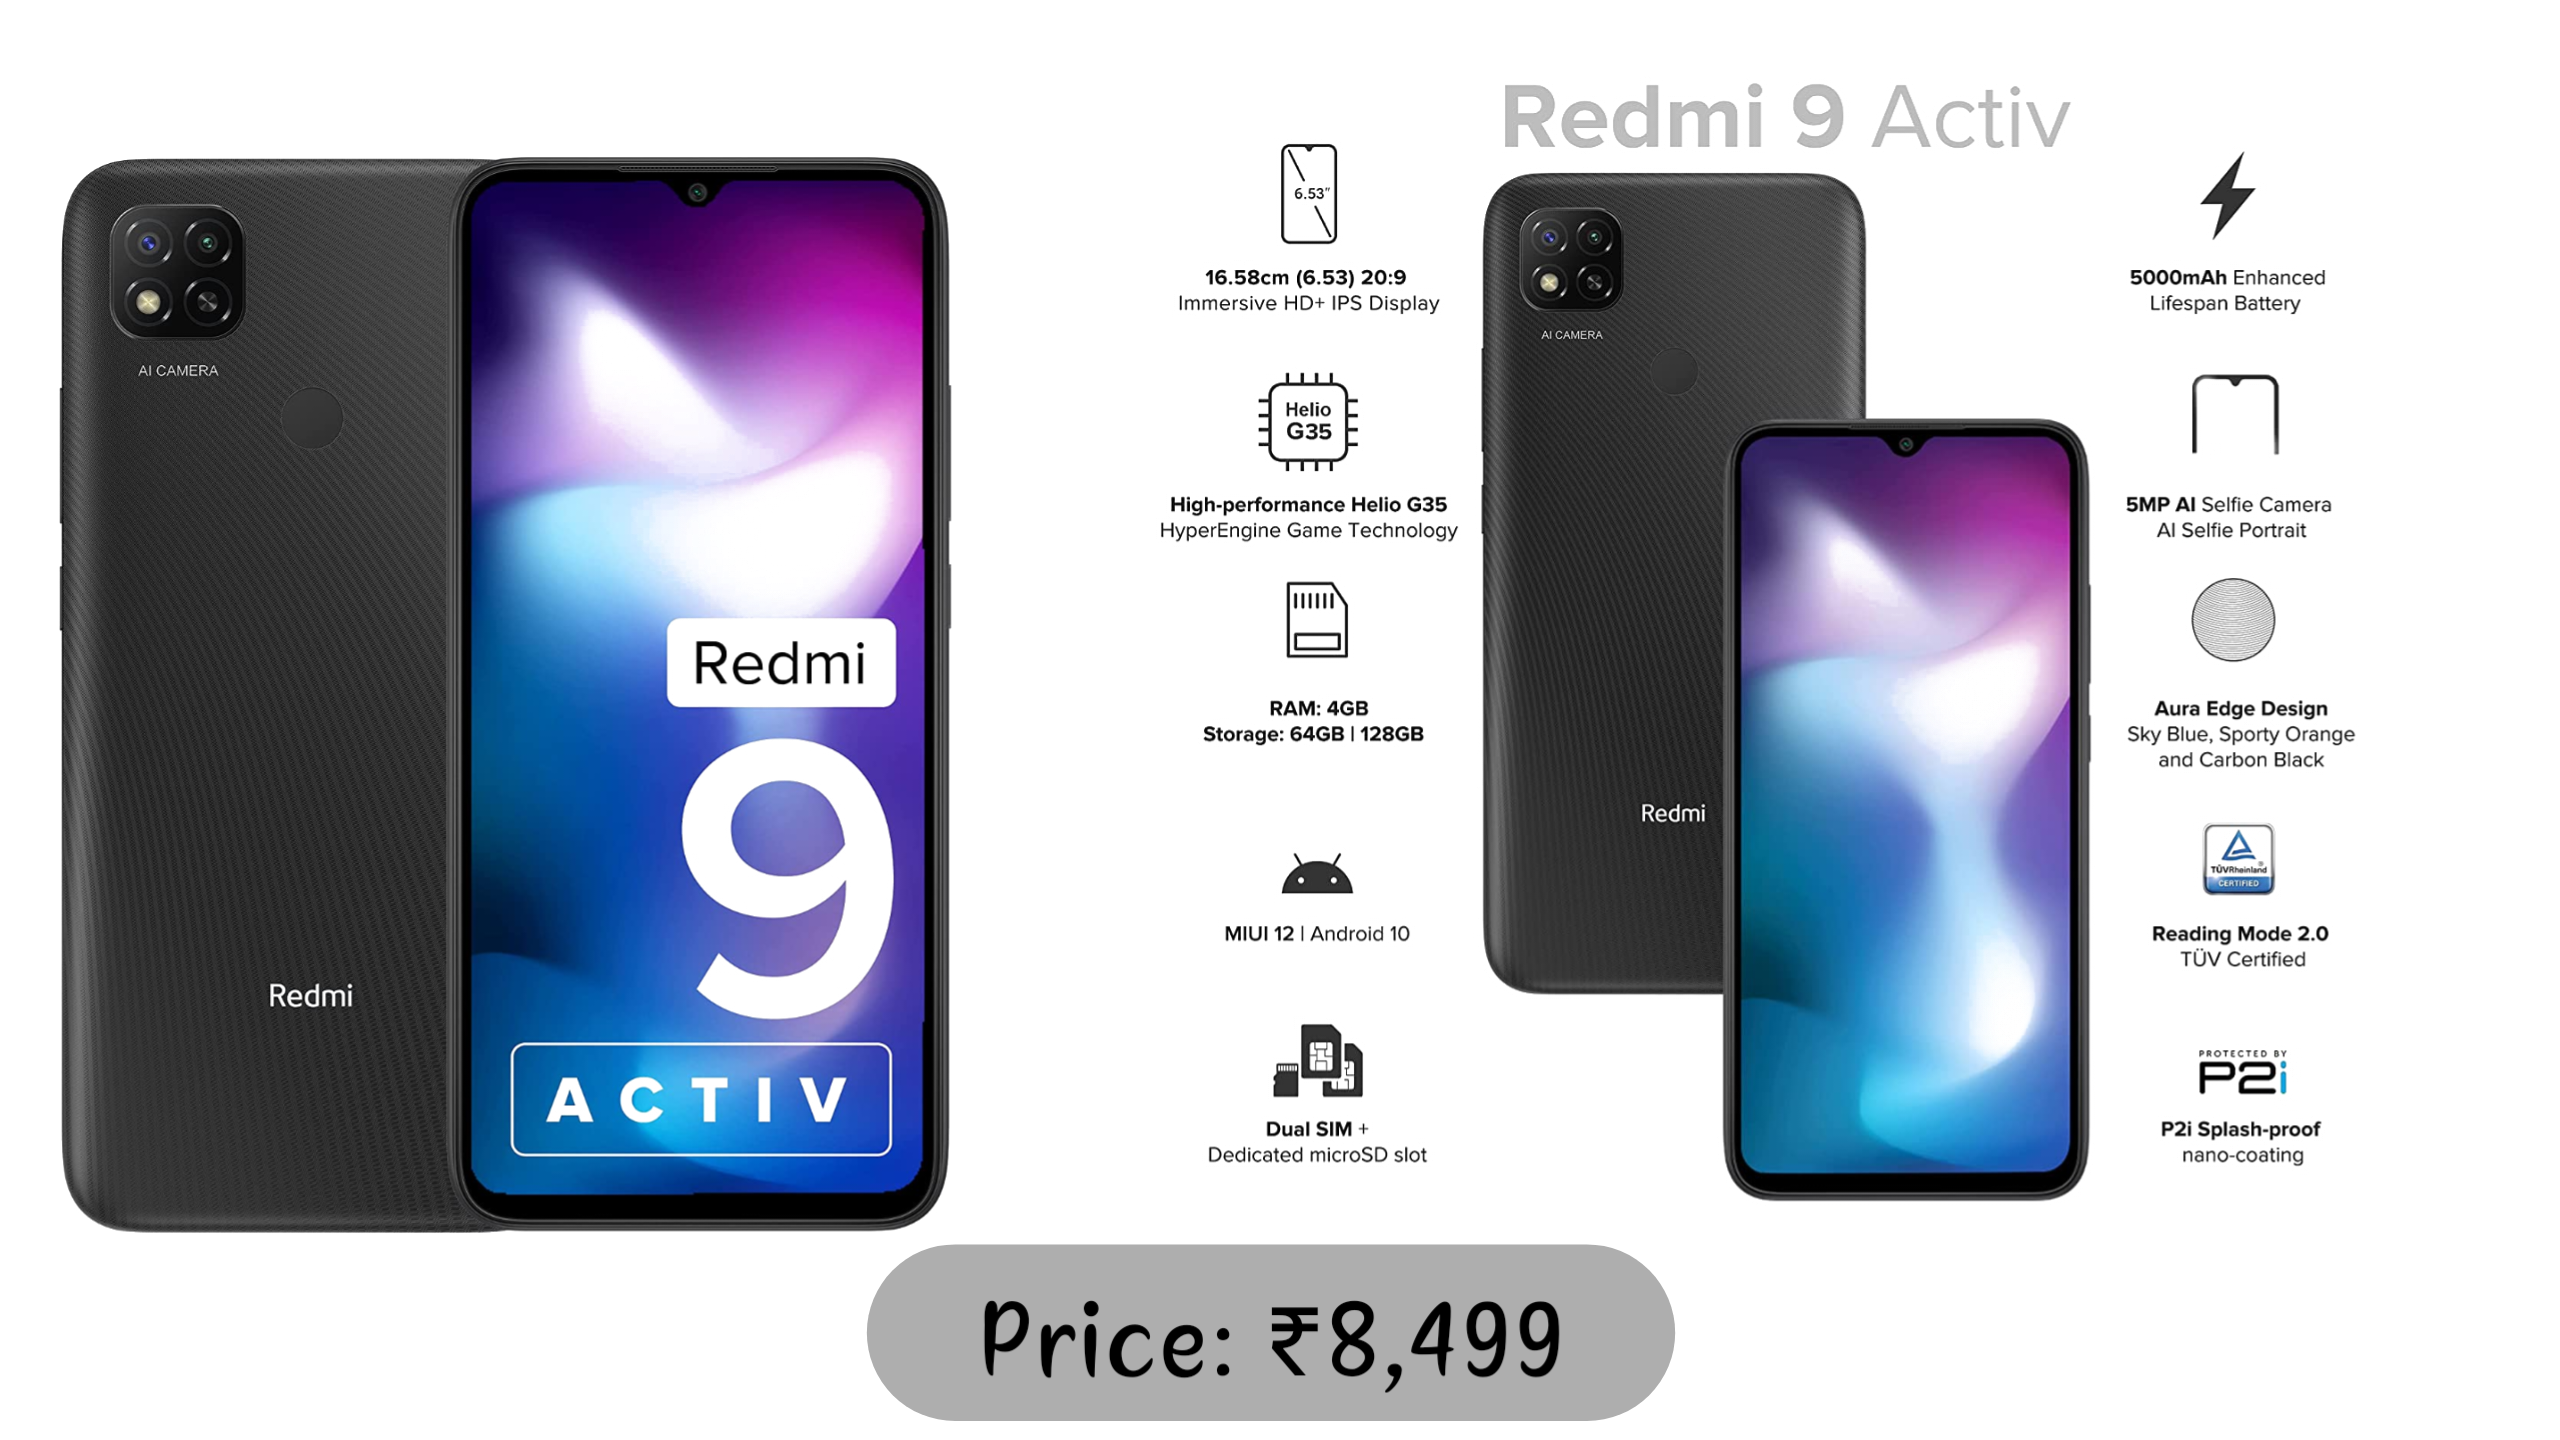 Redmi 9 Activ
AI CAMERA
Redmi
Redmi
9
ACTIV
6.53"
16.58cm (6.53) 20:9
Immersive HD+ IPS Display
Helio
G35
High-performance Helio G35
HyperEngine Game Technology
RAM: 4GB
Storage: 64GB | 128GB
MIUI 12 | Android 10
Dual SIM +
Dedicated microSD slot
AI CAMERA
Redmi
5000mAh Enhanced
Lifespan Battery
5MP AI Selfie Camera
AI Selfie Portrait
Aura Edge Design
Sky Blue, Sporty Orange
and Carbon Black
TÜVRheinland®
CERTIFIED
Reading Mode 2.0
TÜV Certified
PROTECTED BY
P2i
P2i Splash-proof
nano-coating
Price: ₹8,499